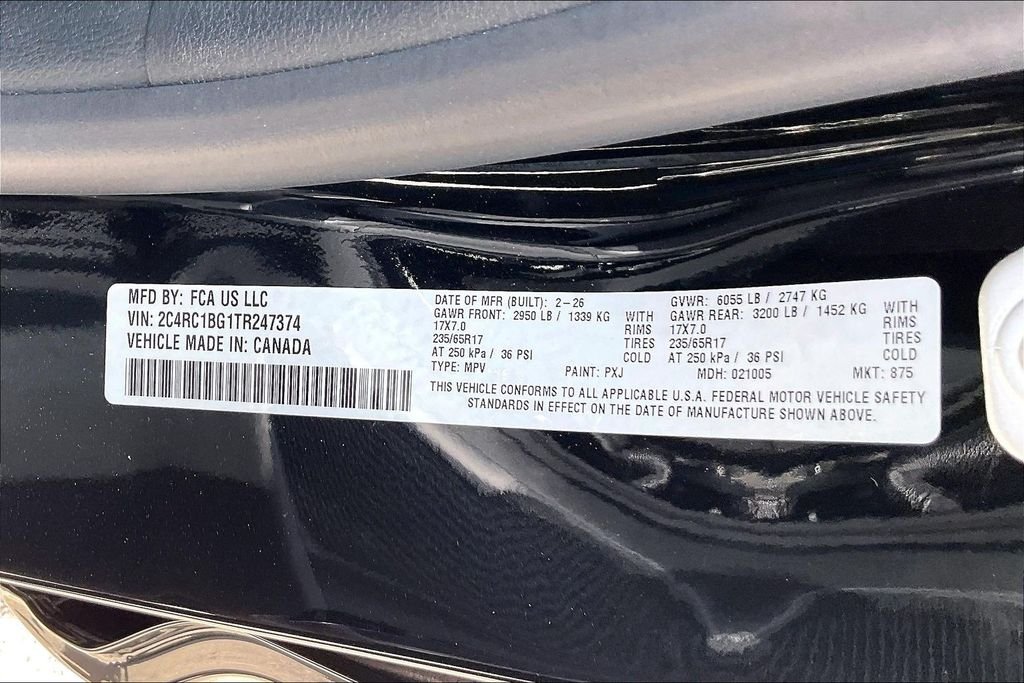 MFD BY: FCA US LLC
VIN: 2C4RC1BG1TR247374
VEHICLE MADE IN: CANADA
DATE OF MFR (BUILT): 2-26
GAWR FRONT: 2950 LB / 1339 KG WITH
17X7.0 RIMS
235/65R17 TIRES
AT 250 kPa / 36 PSI COLD
TYPE: MPV PAINT: PXJ
GVWR: 6055 LB / 2747 KG
GAWR REAR: 3200 LB / 1452 KG WITH
17X7.0 RIMS
235/65R17 TIRES
AT 250 kPa / 36 PSI COLD
MDH: 021005 MKT: 875
THIS VEHICLE CONFORMS TO ALL APPLICABLE U.S.A. FEDERAL MOTOR VEHICLE SAFETY
STANDARDS IN EFFECT ON THE DATE OF MANUFACTURE SHOWN ABOVE.